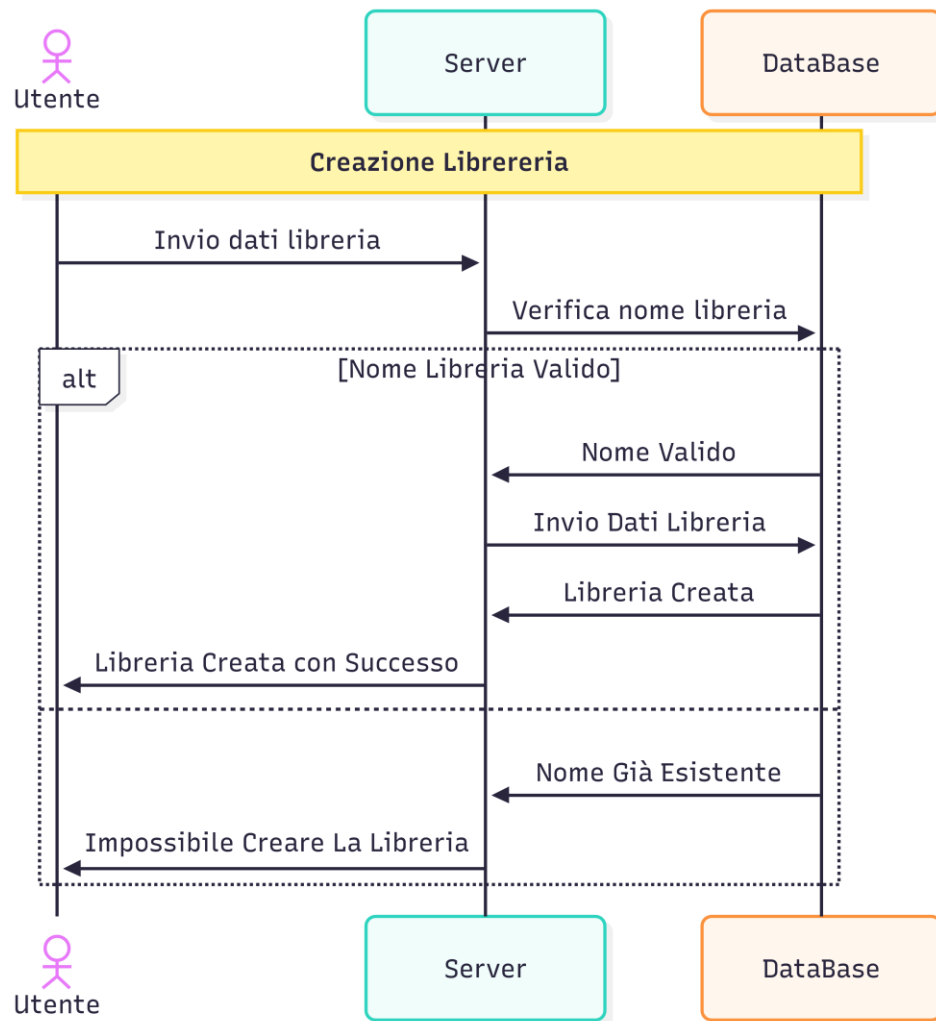 Utente
Server
DataBase
Creazione Librereria
Invio dati libreria
Verifica nome libreria
alt
[Nome Libreria Valido]
Nome Valido
Invio Dati Libreria
Libreria Creata
Libreria Creata con Successo
Nome Già Esistente
Impossibile Creare La Libreria
Utente
Server
DataBase